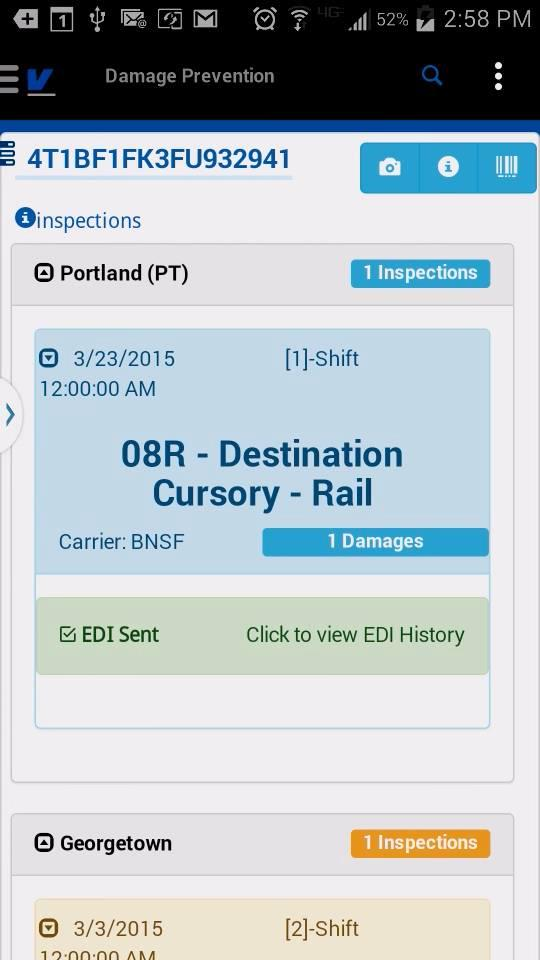 1 4G 52% 2:58 PM
Damage Prevention
4T1BF1FK3FU932941
inspections
Portland (PT) 1 Inspections
3/23/2015 [1]-Shift
12:00:00 AM
08R - Destination
Cursory - Rail
Carrier: BNSF 1 Damages
EDI Sent Click to view EDI History
Georgetown 1 Inspections
3/3/2015 [2]-Shift
12:00:00 AM